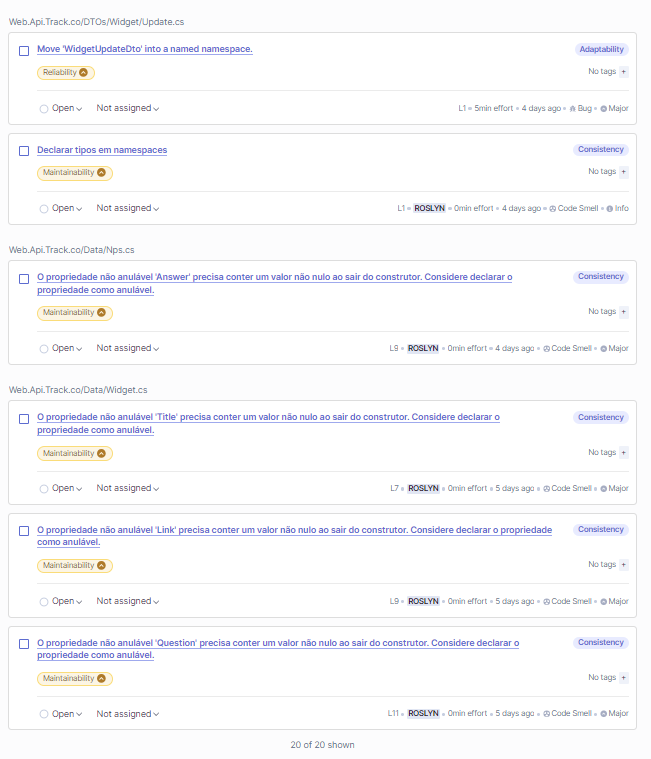 Web.Api.Track.co/DTOs/Widget/Update.cs
Move 'WidgetUpdateDto' into a named namespace.
Adaptability
Reliability
No tags +
Open Not assigned L1 5min effort 4 days ago Bug Major
Declarar tipos em namespaces
Consistency
Maintainability
No tags +
Open Not assigned L1 ROSLYN 0min effort 4 days ago Code Smell Info
Web.Api.Track.co/Data/Nps.cs
O propriedade não anulável 'Answer' precisa conter um valor não nulo ao sair do construtor. Considere declarar o
propriedade como anulável.
Consistency
Maintainability
No tags +
Open Not assigned L9 ROSLYN 0min effort 4 days ago Code Smell Major
Web.Api.Track.co/Data/Widget.cs
O propriedade não anulável 'Title' precisa conter um valor não nulo ao sair do construtor. Considere declarar o
propriedade como anulável.
Consistency
Maintainability
No tags +
Open Not assigned L7 ROSLYN 0min effort 5 days ago Code Smell Major
O propriedade não anulável 'Link' precisa conter um valor não nulo ao sair do construtor. Considere declarar o propriedade
como anulável.
Consistency
Maintainability
No tags +
Open Not assigned L9 ROSLYN 0min effort 5 days ago Code Smell Major
O propriedade não anulável 'Question' precisa conter um valor não nulo ao sair do construtor. Considere declarar o
propriedade como anulável.
Consistency
Maintainability
No tags +
Open Not assigned L11 ROSLYN 0min effort 5 days ago Code Smell Major
20 of 20 shown